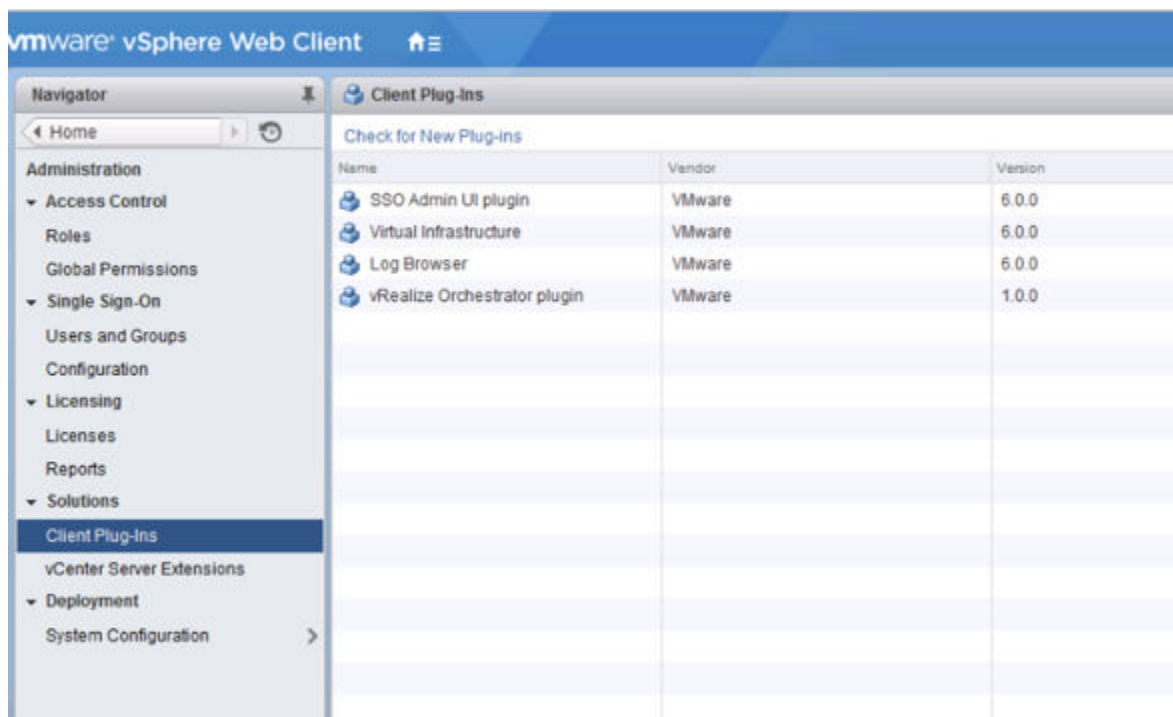 vmware vSphere Web Client
Navigator
Home
Administration
Access Control
Roles
Global Permissions
Single Sign-On
Users and Groups
Configuration
Licensing
Licenses
Reports
Solutions
Client Plug-Ins
vCenter Server Extensions
Deployment
System Configuration
Client Plug-Ins
Check for New Plug-ins
Name Vendor Version
SSO Admin UI plugin VMware 6.0.0
Virtual Infrastructure VMware 6.0.0
Log Browser VMware 6.0.0
vRealize Orchestrator plugin VMware 1.0.0